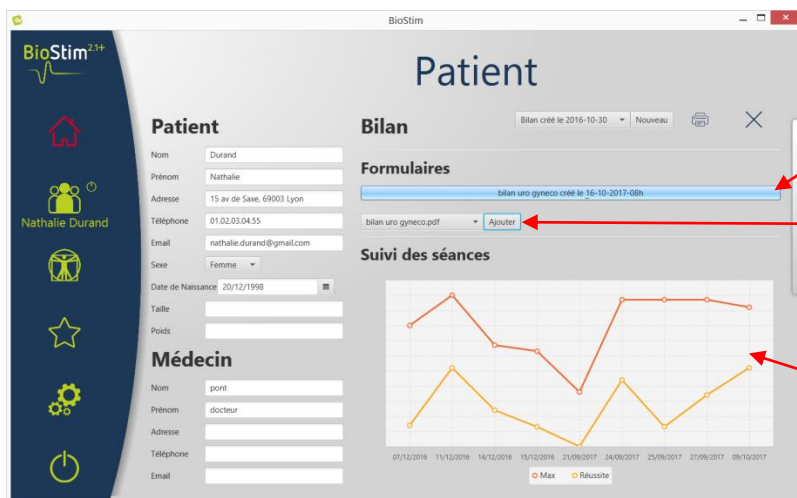 BioStim
BioStim 2.1+
Patient
Nathalie Durand
Patient
Nom Durand
Prénom Nathalie
Adresse 15 av de Saxe, 69003 Lyon
Téléphone 01.02.03.04.55
Email nathalie.durand@gmail.com
Sexe Femme
Date de Naissance 20/12/1998
Taille
Poids
Médecin
Nom pont
Prénom docteur
Adresse
Téléphone
Email
Bilan Bilan créé le 2016-10-30 Nouveau
Formulaires
bilan uro gyneco créé le 16-10-2017-08h
bilan uro gyneco.pdf Ajouter
Suivi des séances
07/12/2016 11/12/2016 14/12/2016 15/12/2016 21/09/2017 24/09/2017 25/09/2017 27/09/2017 09/10/2017
Max Réussite